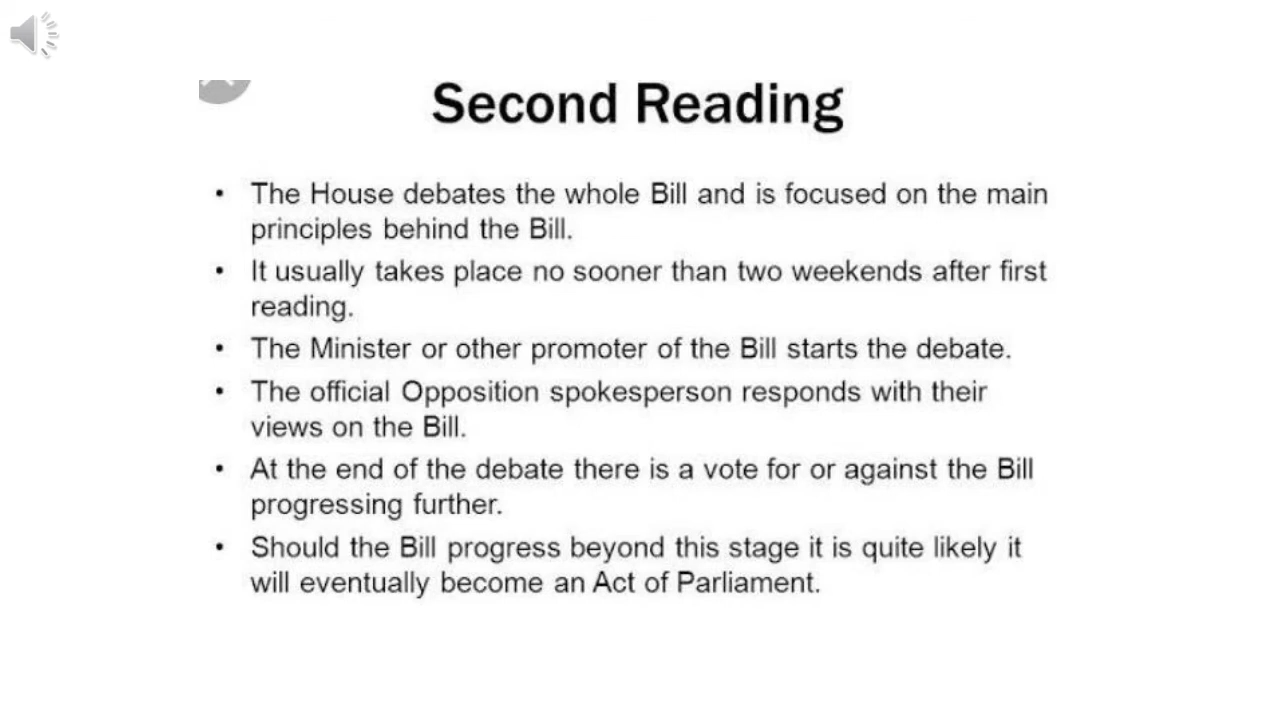 Second Reading
• The House debates the whole Bill and is focused on the main
principles behind the Bill.
• It usually takes place no sooner than two weekends after first
reading.
• The Minister or other promoter of the Bill starts the debate.
• The official Opposition spokesperson responds with their
views on the Bill.
• At the end of the debate there is a vote for or against the Bill
progressing further.
• Should the Bill progress beyond this stage it is quite likely it
will eventually become an Act of Parliament.